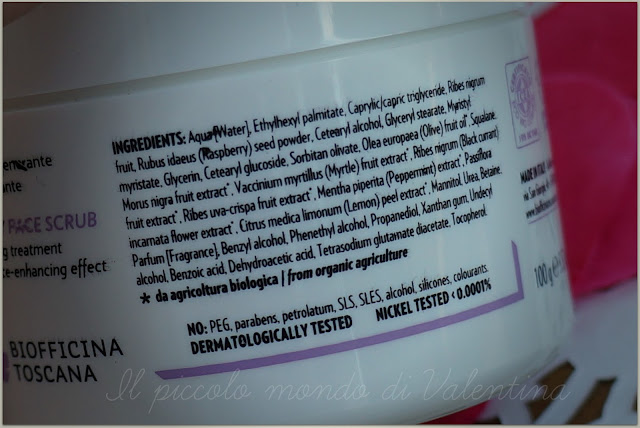 INGREDIENTS: Aqua [Water], Ethylhexyl palmitate, Caprylic/capric triglyceride, Ribes nigrum
fruit, Rubus idaeus (Raspberry) seed powder, Cetearyl alcohol, Glyceryl stearate, Myristyl
myristate, Glycerin, Cetearyl glucoside, Sorbitan olivate, Olea europaea (Olive) fruit oil*, Squalane,
Morus nigra fruit extract*, Vaccinium myrtillus (Myrtle) fruit extract*, Ribes nigrum (Black currant)
fruit extract*, Ribes uva-crispa fruit extract*, Mentha piperita (Peppermint) extract*, Passiflora
incarnata flower extract*, Citrus medica limonum (Lemon) peel extract*, Mannitol, Urea, Betaine,
Parfum [Fragrance], Benzyl alcohol, Phenethyl alcohol, Propanediol, Xanthan gum, Undecyl
alcohol, Benzoic acid, Dehydroacetic acid, Tetrasodium glutamate diacetate, Tocopherol.
* da agricoltura biologica / from organic agriculture
NO: PEG, parabens, petrolatum, SLS, SLES, alcohol, silicones, colourants.
DERMATOLOGICALLY TESTED NICKEL TESTED < 0.0001%
FACE SCRUB
treatment
-enhancing effect
BIOFFICINA
TOSCANA
MADE IN
100 g
Il piccolo mondo di Valentina